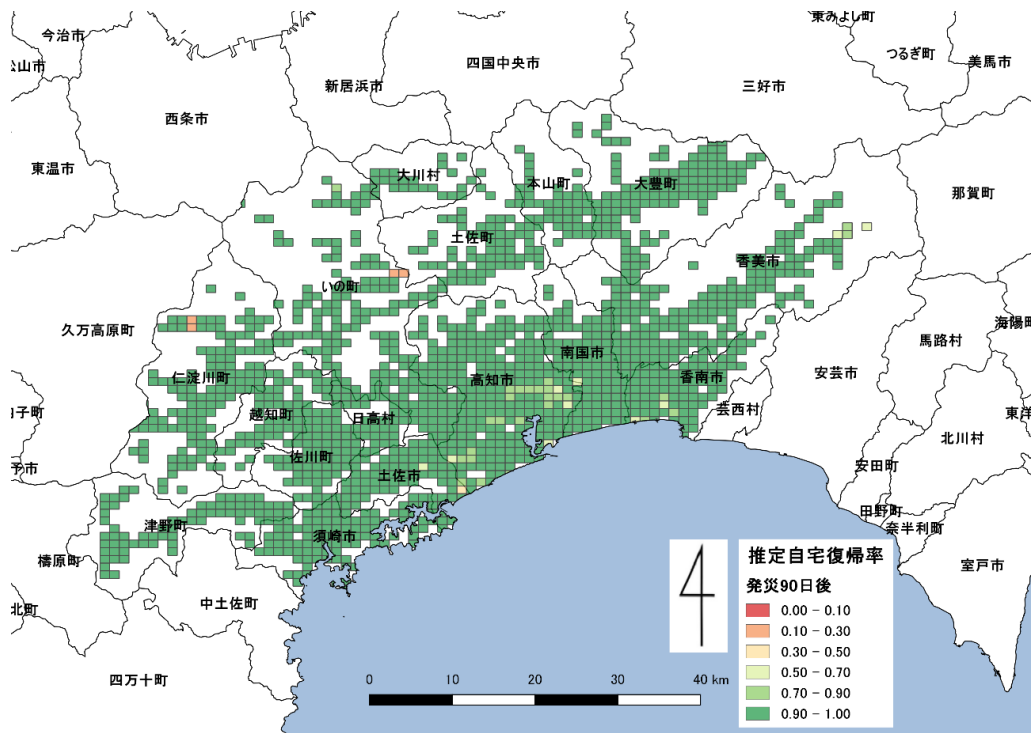 東みよし町
今治市
つるぎ町
松山市
四国中央市
美馬市
新居浜市
三好市
西条市
東温市
大川村
本山町
大豊町
那賀町
土佐町
香美市
いの町
久万高原町
海陽町
馬路村
南国市
安芸市
仁淀川町
高知市
香南市
芸西村
越知町
日高村
北川村
佐川町
土佐市
安田町
津野町
田野町
須崎市
奈半利町
梼原町
室戸市
中土佐町
北町
四万十町
推定自宅復帰率
発災90日後
0.00 – 0.10
0.10 – 0.30
0.30 – 0.50
0.50 – 0.70
0.70 – 0.90
0.90 – 1.00
0 10 20 30 40 km